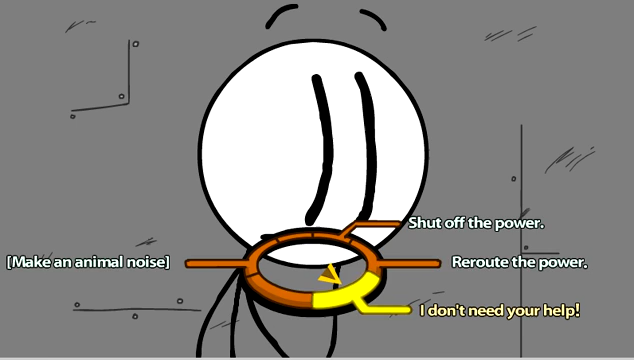 Shut off the power.
[Make an animal noise]
Reroute the power.
I don't need your help!